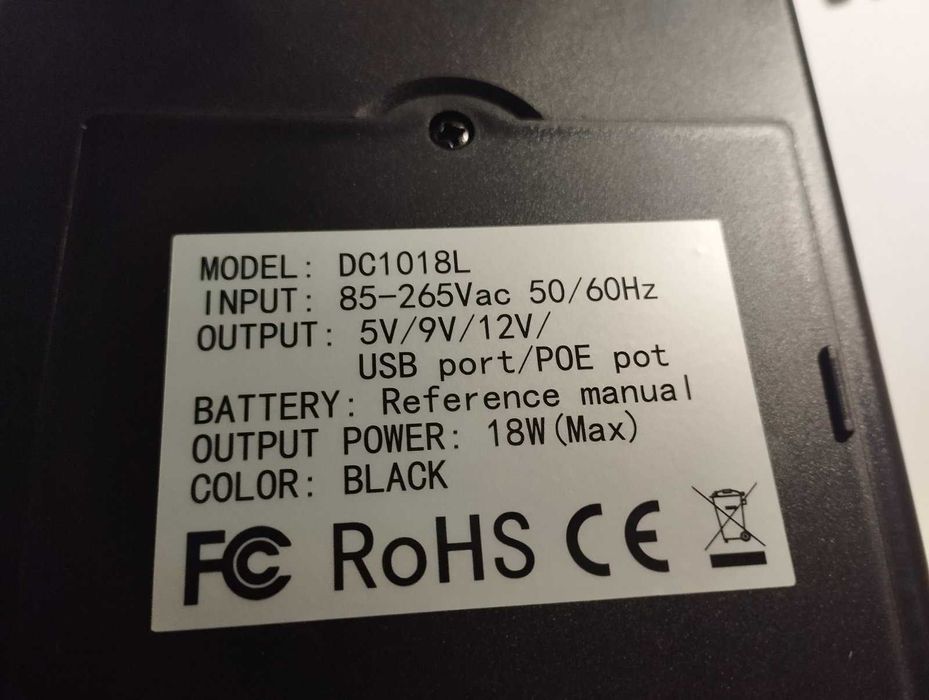 MODEL: DC1018L
INPUT: 85-265Vac 50/60Hz
OUTPUT: 5V/9V/12V/
USB port/POE pot
BATTERY: Reference manual
OUTPUT POWER: 18W(Max)
COLOR: BLACK
FC RoHS CE